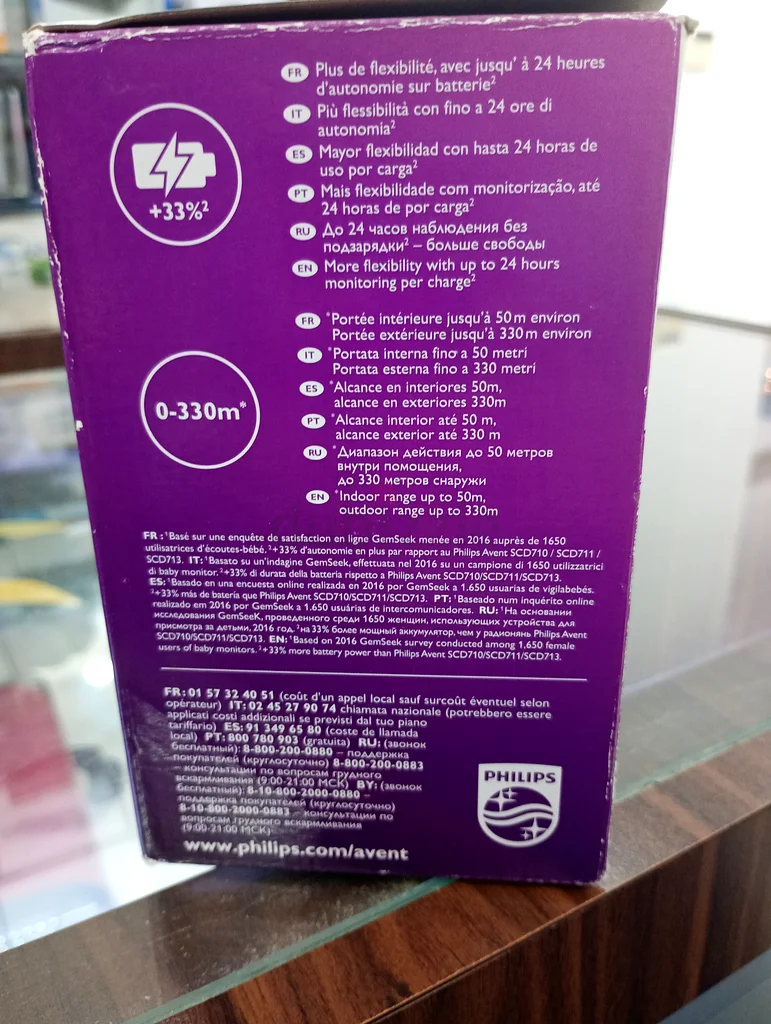 +33%²
FR Plus de flexibilité, avec jusqu' à 24 heures
d'autonomie sur batterie²
IT Più flessibilità con fino a 24 ore di
autonomia²
ES Mayor flexibilidad con hasta 24 horas de
uso por carga²
PT Mais flexibilidade com monitorização, até
24 horas de por carga²
RU До 24 часов наблюдения без
подзарядки² – больше свободы
EN More flexibility with up to 24 hours
monitoring per charge²
0-330m*
FR *Portée intérieure jusqu'à 50m environ
Portée extérieure jusqu'à 330m environ
IT *Portata interna fino a 50 metri
Portata esterna fino a 330 metri
ES *Alcance en interiores 50m,
alcance en exteriores 330m
PT *Alcance interior até 50 m,
alcance exterior até 330 m
RU *Диапазон действия до 50 метров
внутри помощения,
до 330 метров снаружи
EN *Indoor range up to 50m,
outdoor range up to 330m
FR : ¹Basé sur une enquête de satisfaction en ligne GemSeek menée en 2016 auprès de 1650
utilisatrices d'écoutes-bébé. ²+33% d'autonomie en plus par rapport au Philips Avent SCD710 / SCD711 /
SCD713. IT: ¹Basato su un'indagine GemSeek, effettuata nel 2016 su un campione di 1650 utilizzatrici
di baby monitor. ²+33% di durata della batteria rispetto a Philips Avent SCD710/SCD711/SCD713.
ES: ¹Basado en una encuesta online realizada en 2016 por GemSeek a 1.650 usuarias de vigilabebés.
²+33% más de batería que Philips Avent SCD710/SCD711/SCD713. PT: ¹Baseado num inquérito online
realizado em 2016 por GemSeek a 1.650 usuárias de intercomunicadores. RU: ¹На основании
исследования GemSeeK, проведенного среди 1650 женщин, использующих устройства для
присмотра за детьми, 2016 год. ²на 33% более мощный аккумулятор, чем у радионянь Philips Avent
SCD710/SCD711/SCD713. EN: ¹Based on 2016 GemSeek survey conducted among 1,650 female
users of baby monitors. ²+33% more battery power than Philips Avent SCD710/SCD711/SCD713.
FR: 01 57 32 40 51 (coût d'un appel local sauf surcoût éventuel selon
opérateur) IT: 02 45 27 90 74 chiamata nazionale (potrebbero essere
applicati costi addizionali se previsti dal tuo piano
tariffario) ES: 91 349 65 80 (coste de llamada
local) PT: 800 780 903 (gratuita) RU: (звонок
бесплатный): 8-800-200-0880 – поддержка
покупателей (круглосуточно) 8-800-200-0883
– консультации по вопросам грудного
вскармливания (9:00-21:00 МСК) BY: (звонок
бесплатный): 8-10-800-2000-0880 –
поддержка покупателей (круглосуточно)
8-10-800-2000-0883 – консультации по
вопросам грудного вскармливания
(9:00-21:00 МСК)
www.philips.com/avent
PHILIPS